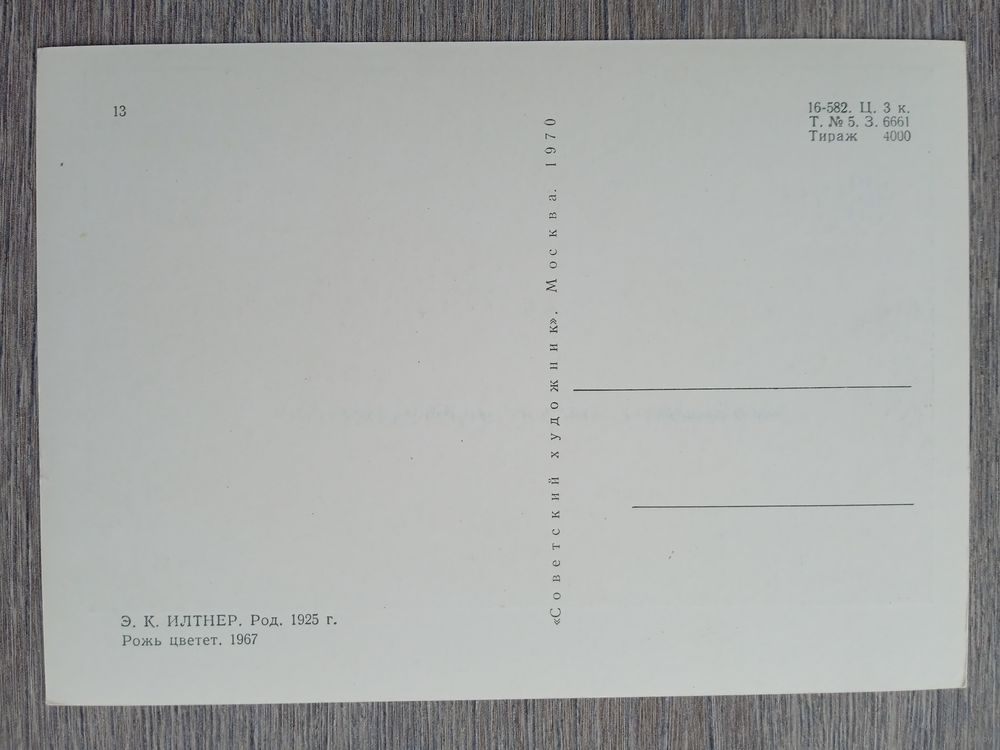 13
16-582. Ц. 3 к.
Т. № 5. З. 6661
Тираж 4000
«Советский художник». Москва. 1970
Э. К. ИЛТНЕР. Род. 1925 г.
Рожь цветет. 1967